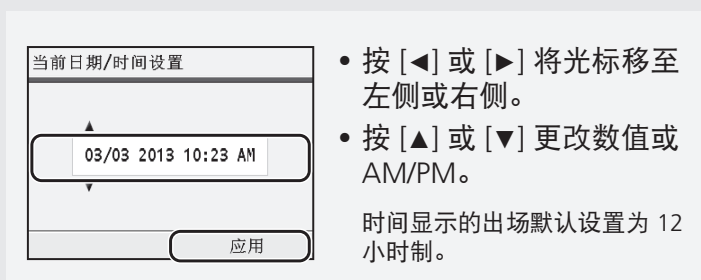 当前日期/时间设置
▲
03/03 2013 10:23 AM
▼
应用
• 按 [◄] 或 [►] 将光标移至
左侧或右侧。
• 按 [▲] 或 [▼] 更改数值或
AM/PM。
时间显示的出场默认设置为 12
小时制。